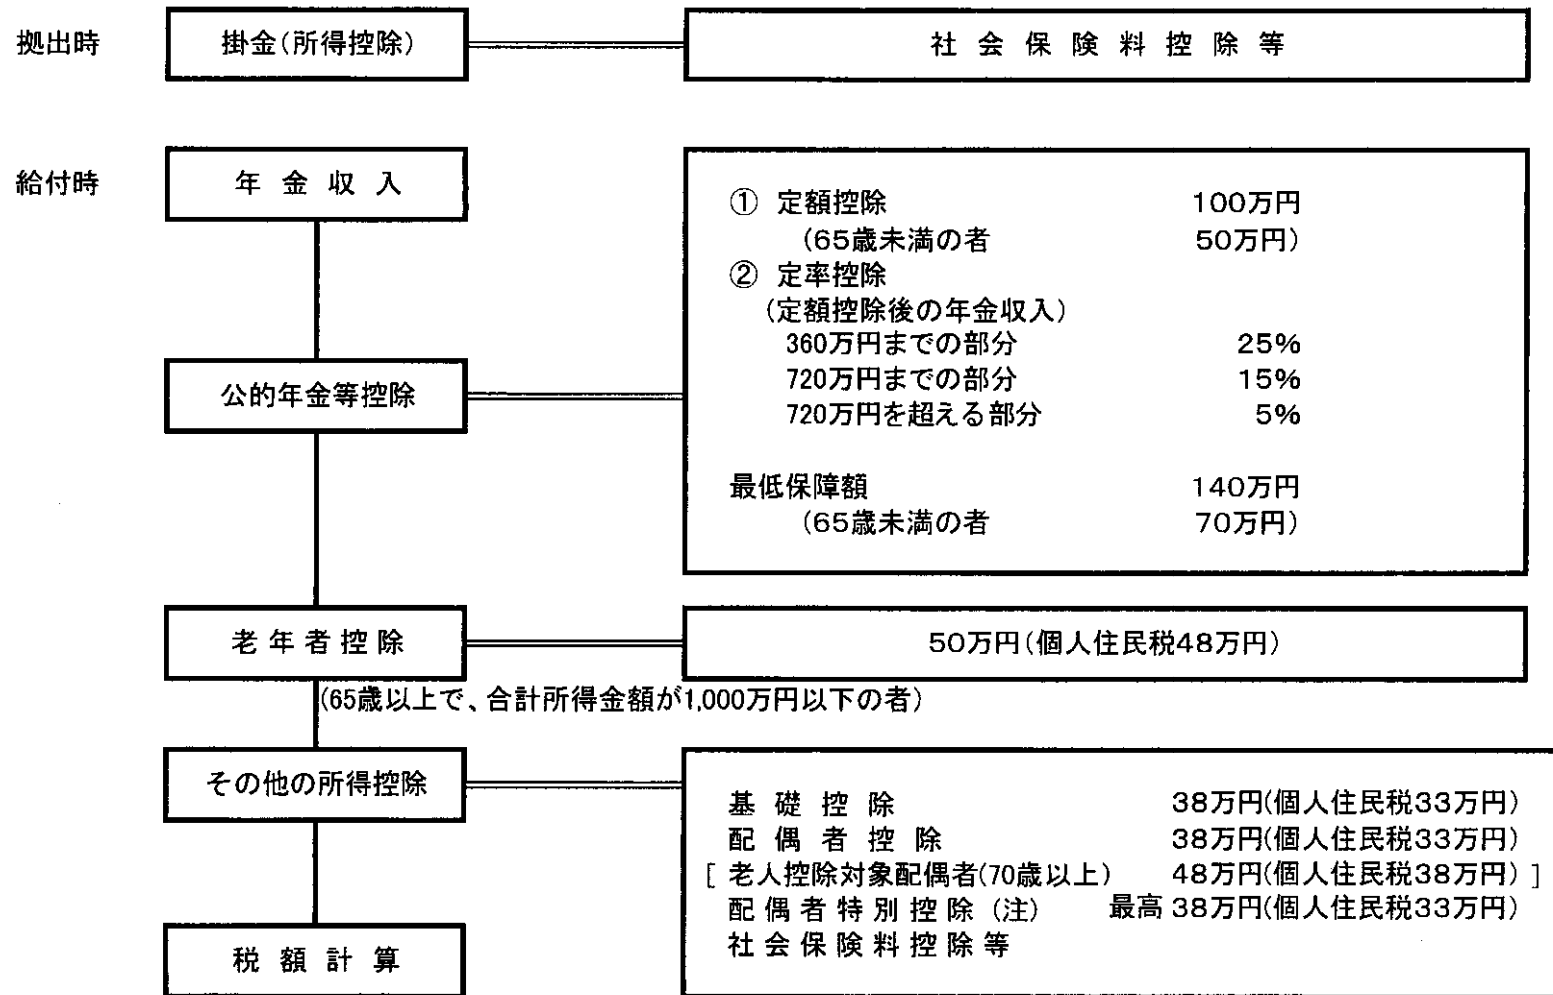 拠出時 掛金(所得控除) 社会保険料控除等
給付時 年金収入
① 定額控除 100万円
(65歳未満の者 50万円)
② 定率控除
(定額控除後の年金収入)
360万円までの部分 25%
720万円までの部分 15%
720万円を超える部分 5%
公的年金等控除
最低保障額 140万円
(65歳未満の者 70万円)
老年者控除 50万円(個人住民税48万円)
(65歳以上で、合計所得金額が1,000万円以下の者)
その他の所得控除
基礎控除 38万円(個人住民税33万円)
配偶者控除 38万円(個人住民税33万円)
[老人控除対象配偶者(70歳以上) 48万円(個人住民税38万円)]
配偶者特別控除(注) 最高38万円(個人住民税33万円)
社会保険料控除等
税額計算